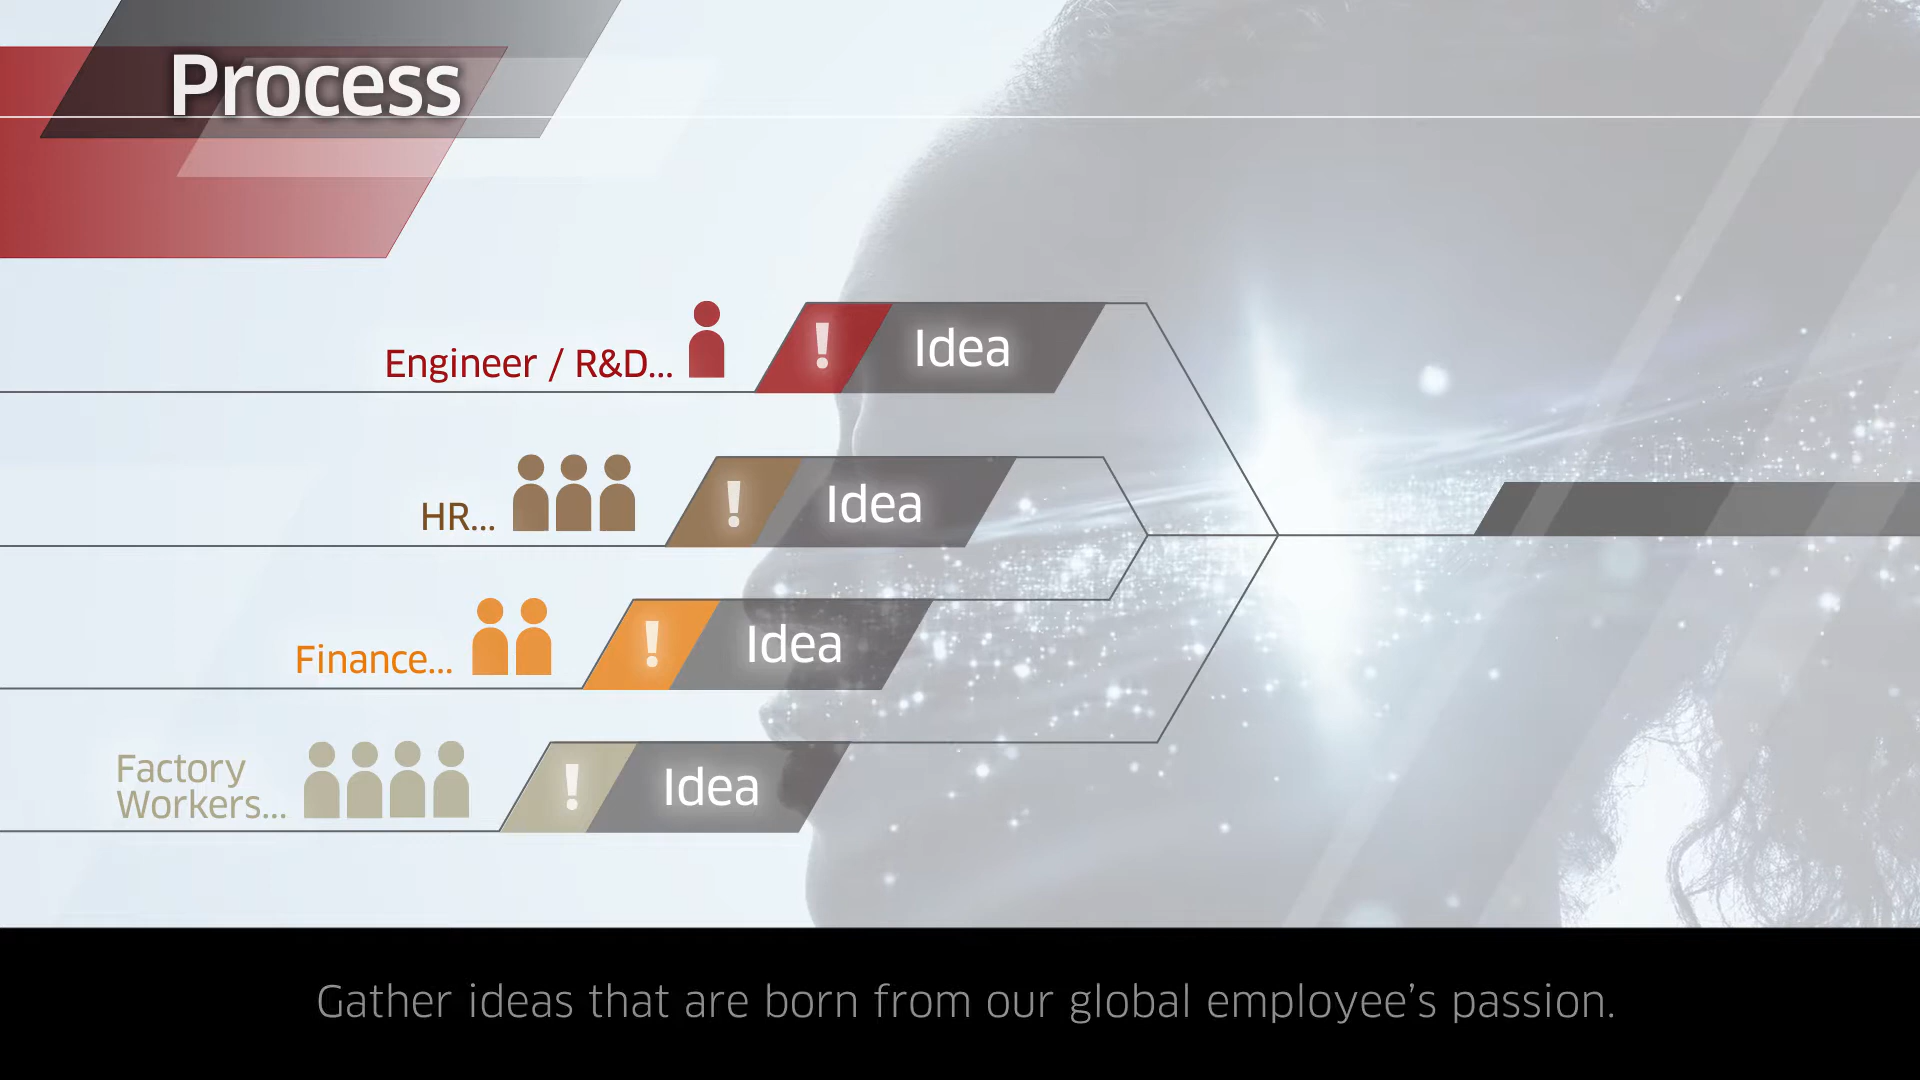 Process
Engineer / R&D...
! Idea
HR...
! Idea
Finance...
! Idea
Factory
Workers...
! Idea
Gather ideas that are born from our global employee’s passion.